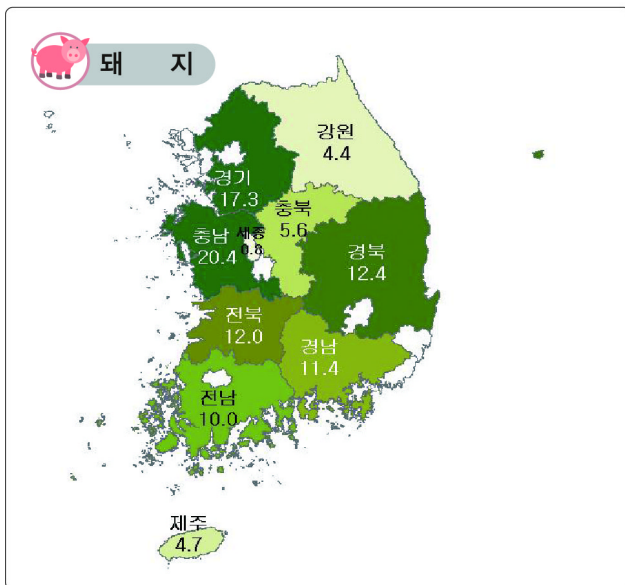 돼 지
강원
4.4
경기
17.3
충북
5.6
세종
0.8
충남
20.4
경북
12.4
전북
12.0
경남
11.4
전남
10.0
제주
4.7